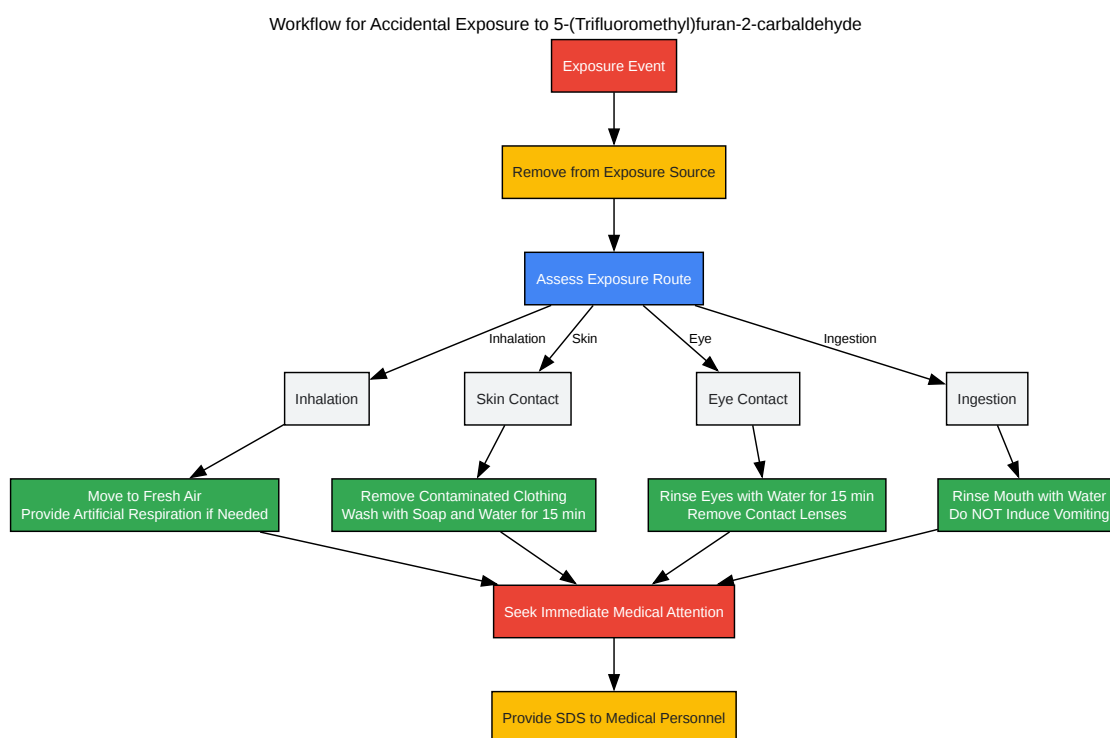 Workflow for Accidental Exposure to 5-(Trifluoromethyl)furan-2-carbaldehyde
Exposure Event
Remove from Exposure Source
Assess Exposure Route
Inhalation
Skin
Eye
Ingestion
Inhalation
Skin Contact
Eye Contact
Ingestion
Move to Fresh Air
Provide Artificial Respiration if Needed
Remove Contaminated Clothing
Wash with Soap and Water for 15 min
Rinse Eyes with Water for 15 min
Remove Contact Lenses
Rinse Mouth with Water
Do NOT Induce Vomiting
Seek Immediate Medical Attention
Provide SDS to Medical Personnel